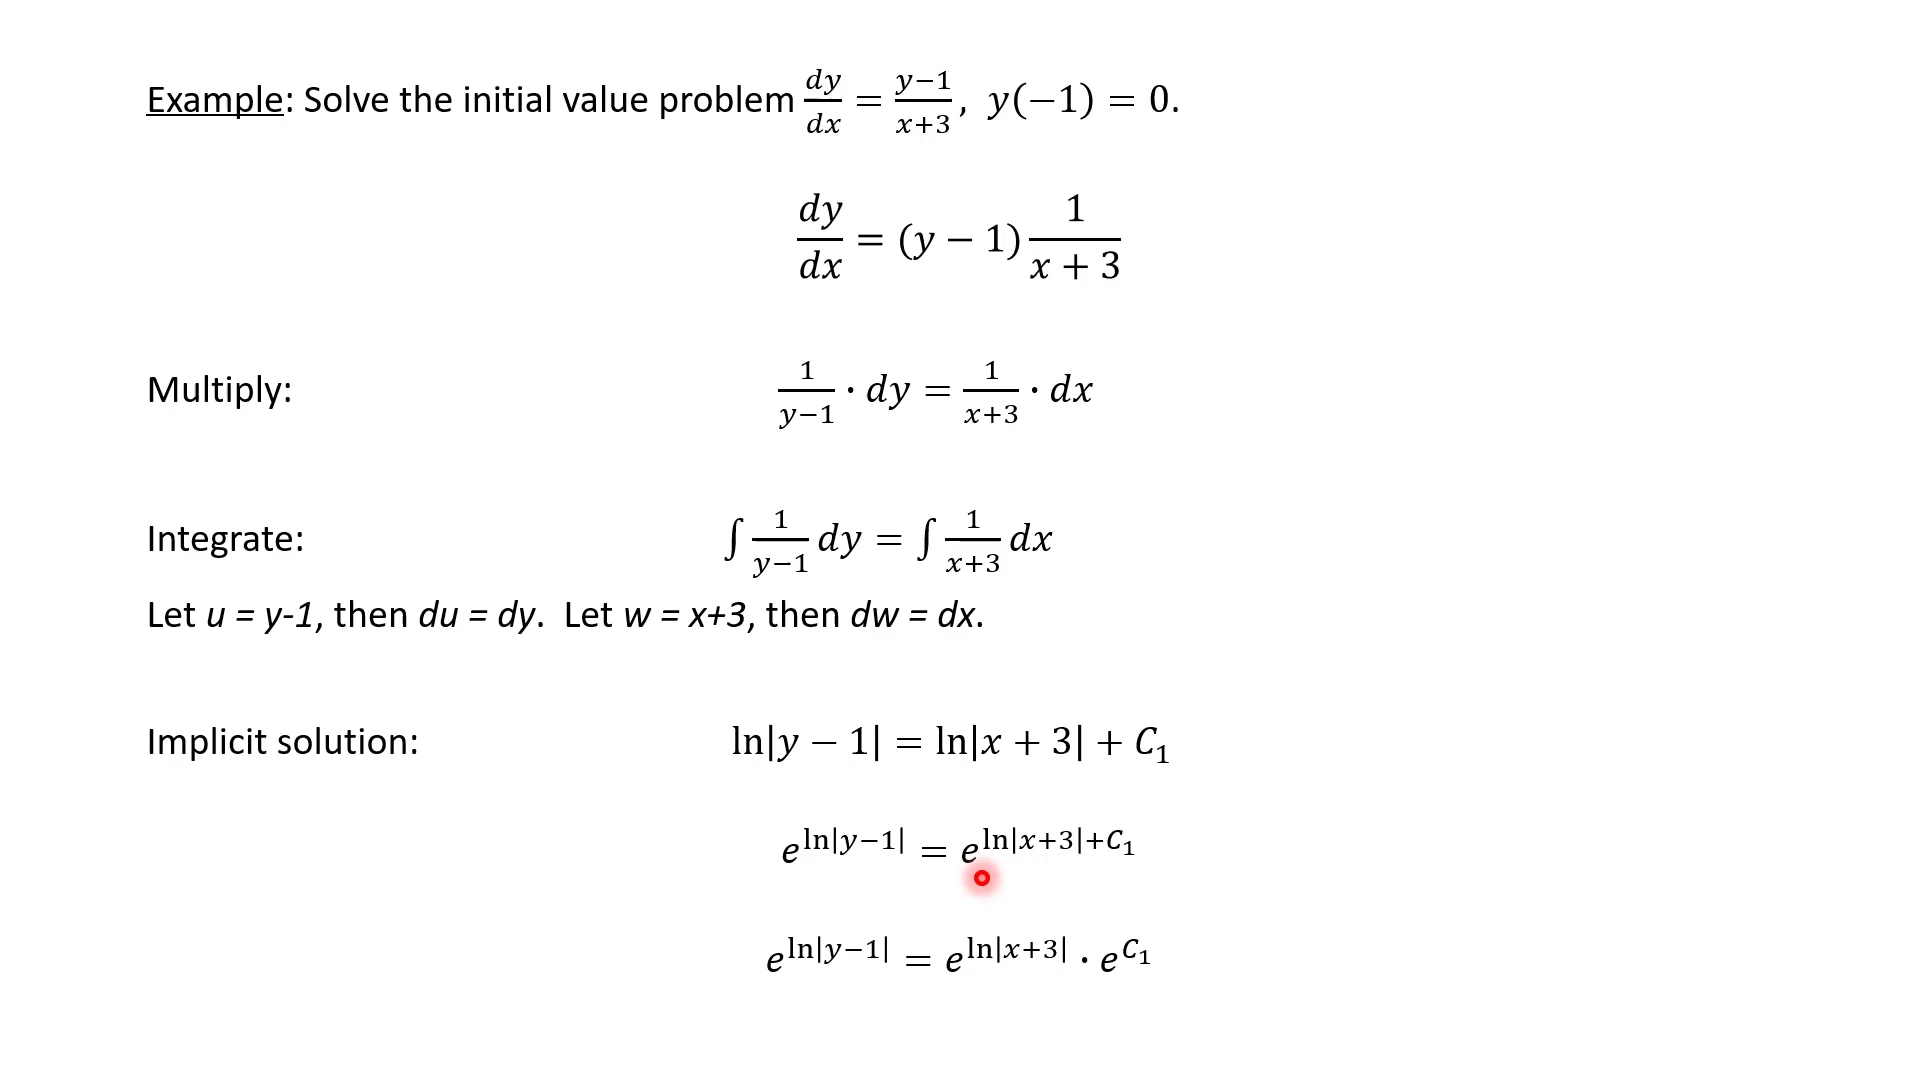 Example: Solve the initial value problem dy/dx = (y−1)/(x+3), y(−1) = 0.
dy/dx = (y − 1) 1/(x + 3)
Multiply: 1/(y−1) · dy = 1/(x+3) · dx
Integrate: ∫ 1/(y−1) dy = ∫ 1/(x+3) dx
Let u = y-1, then du = dy. Let w = x+3, then dw = dx.
Implicit solution: ln|y − 1| = ln|x + 3| + C₁
e^(ln|y−1|) = e^(ln|x+3|+C₁)
e^(ln|y−1|) = e^(ln|x+3|) · e^(C₁)